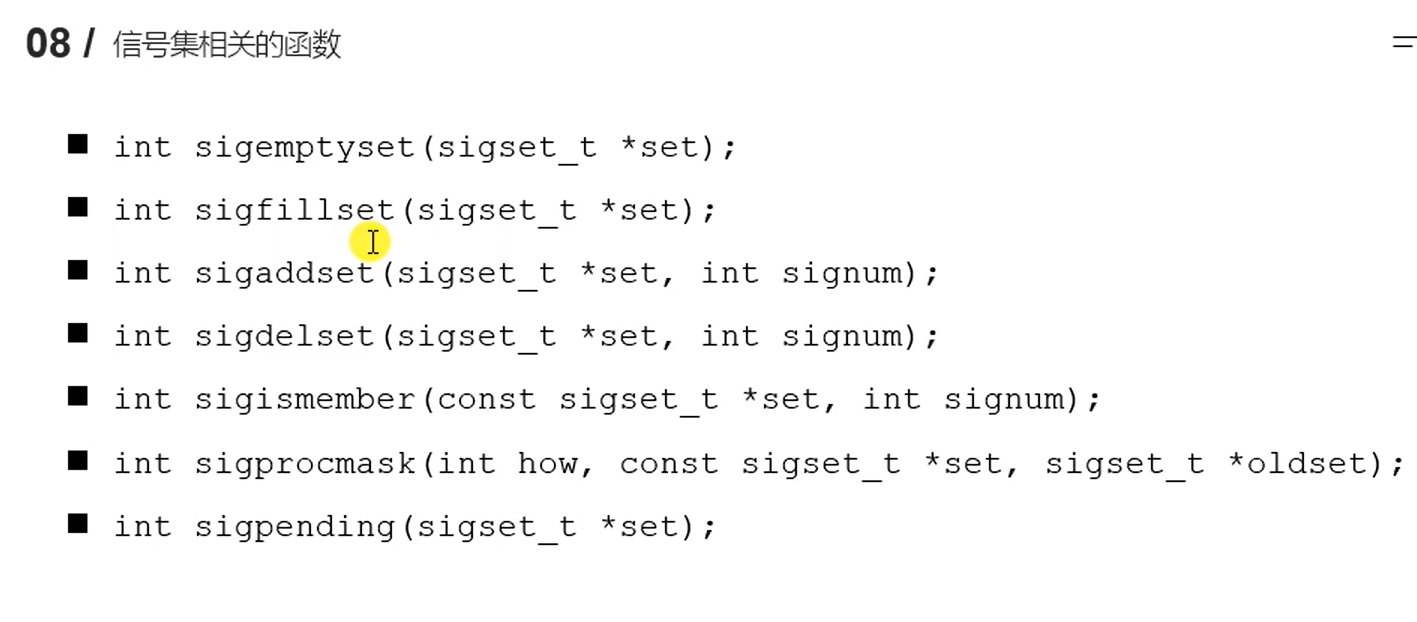 08 / 信号集相关的函数
int sigemptyset(sigset_t *set);
int sigfillset(sigset_t *set);
int sigaddset(sigset_t *set, int signum);
int sigdelset(sigset_t *set, int signum);
int sigismember(const sigset_t *set, int signum);
int sigprocmask(int how, const sigset_t *set, sigset_t *oldset);
int sigpending(sigset_t *set);